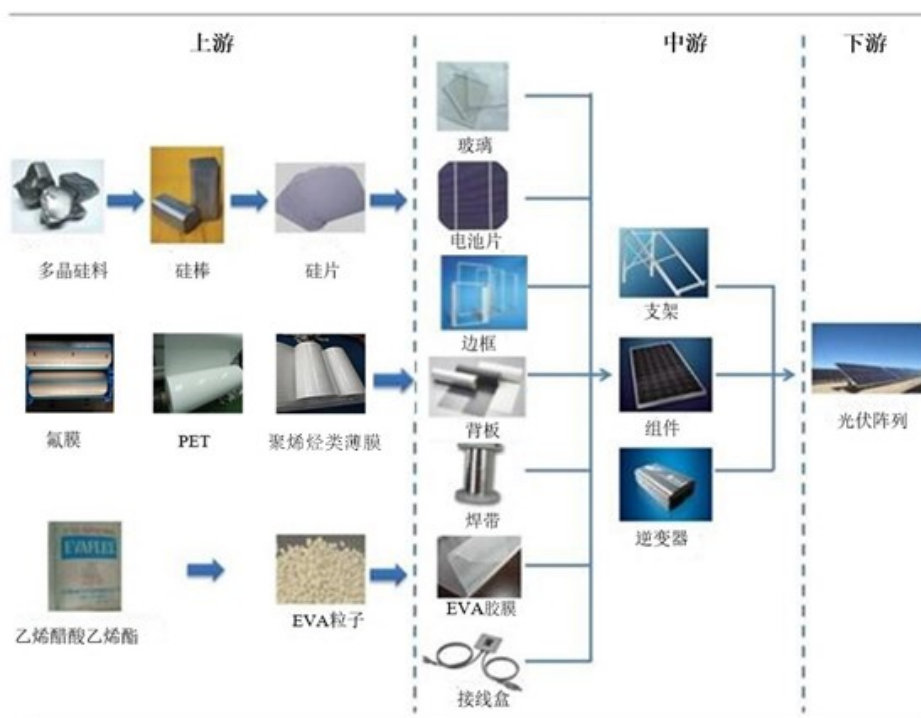 上游
中游
下游
玻璃
多晶硅料
硅棒
硅片
电池片
边框
支架
氟膜
PET
聚烯烃类薄膜
背板
组件
光伏阵列
焊带
逆变器
EVAFLEX
乙烯醋酸乙烯酯
EVA粒子
EVA胶膜
接线盒